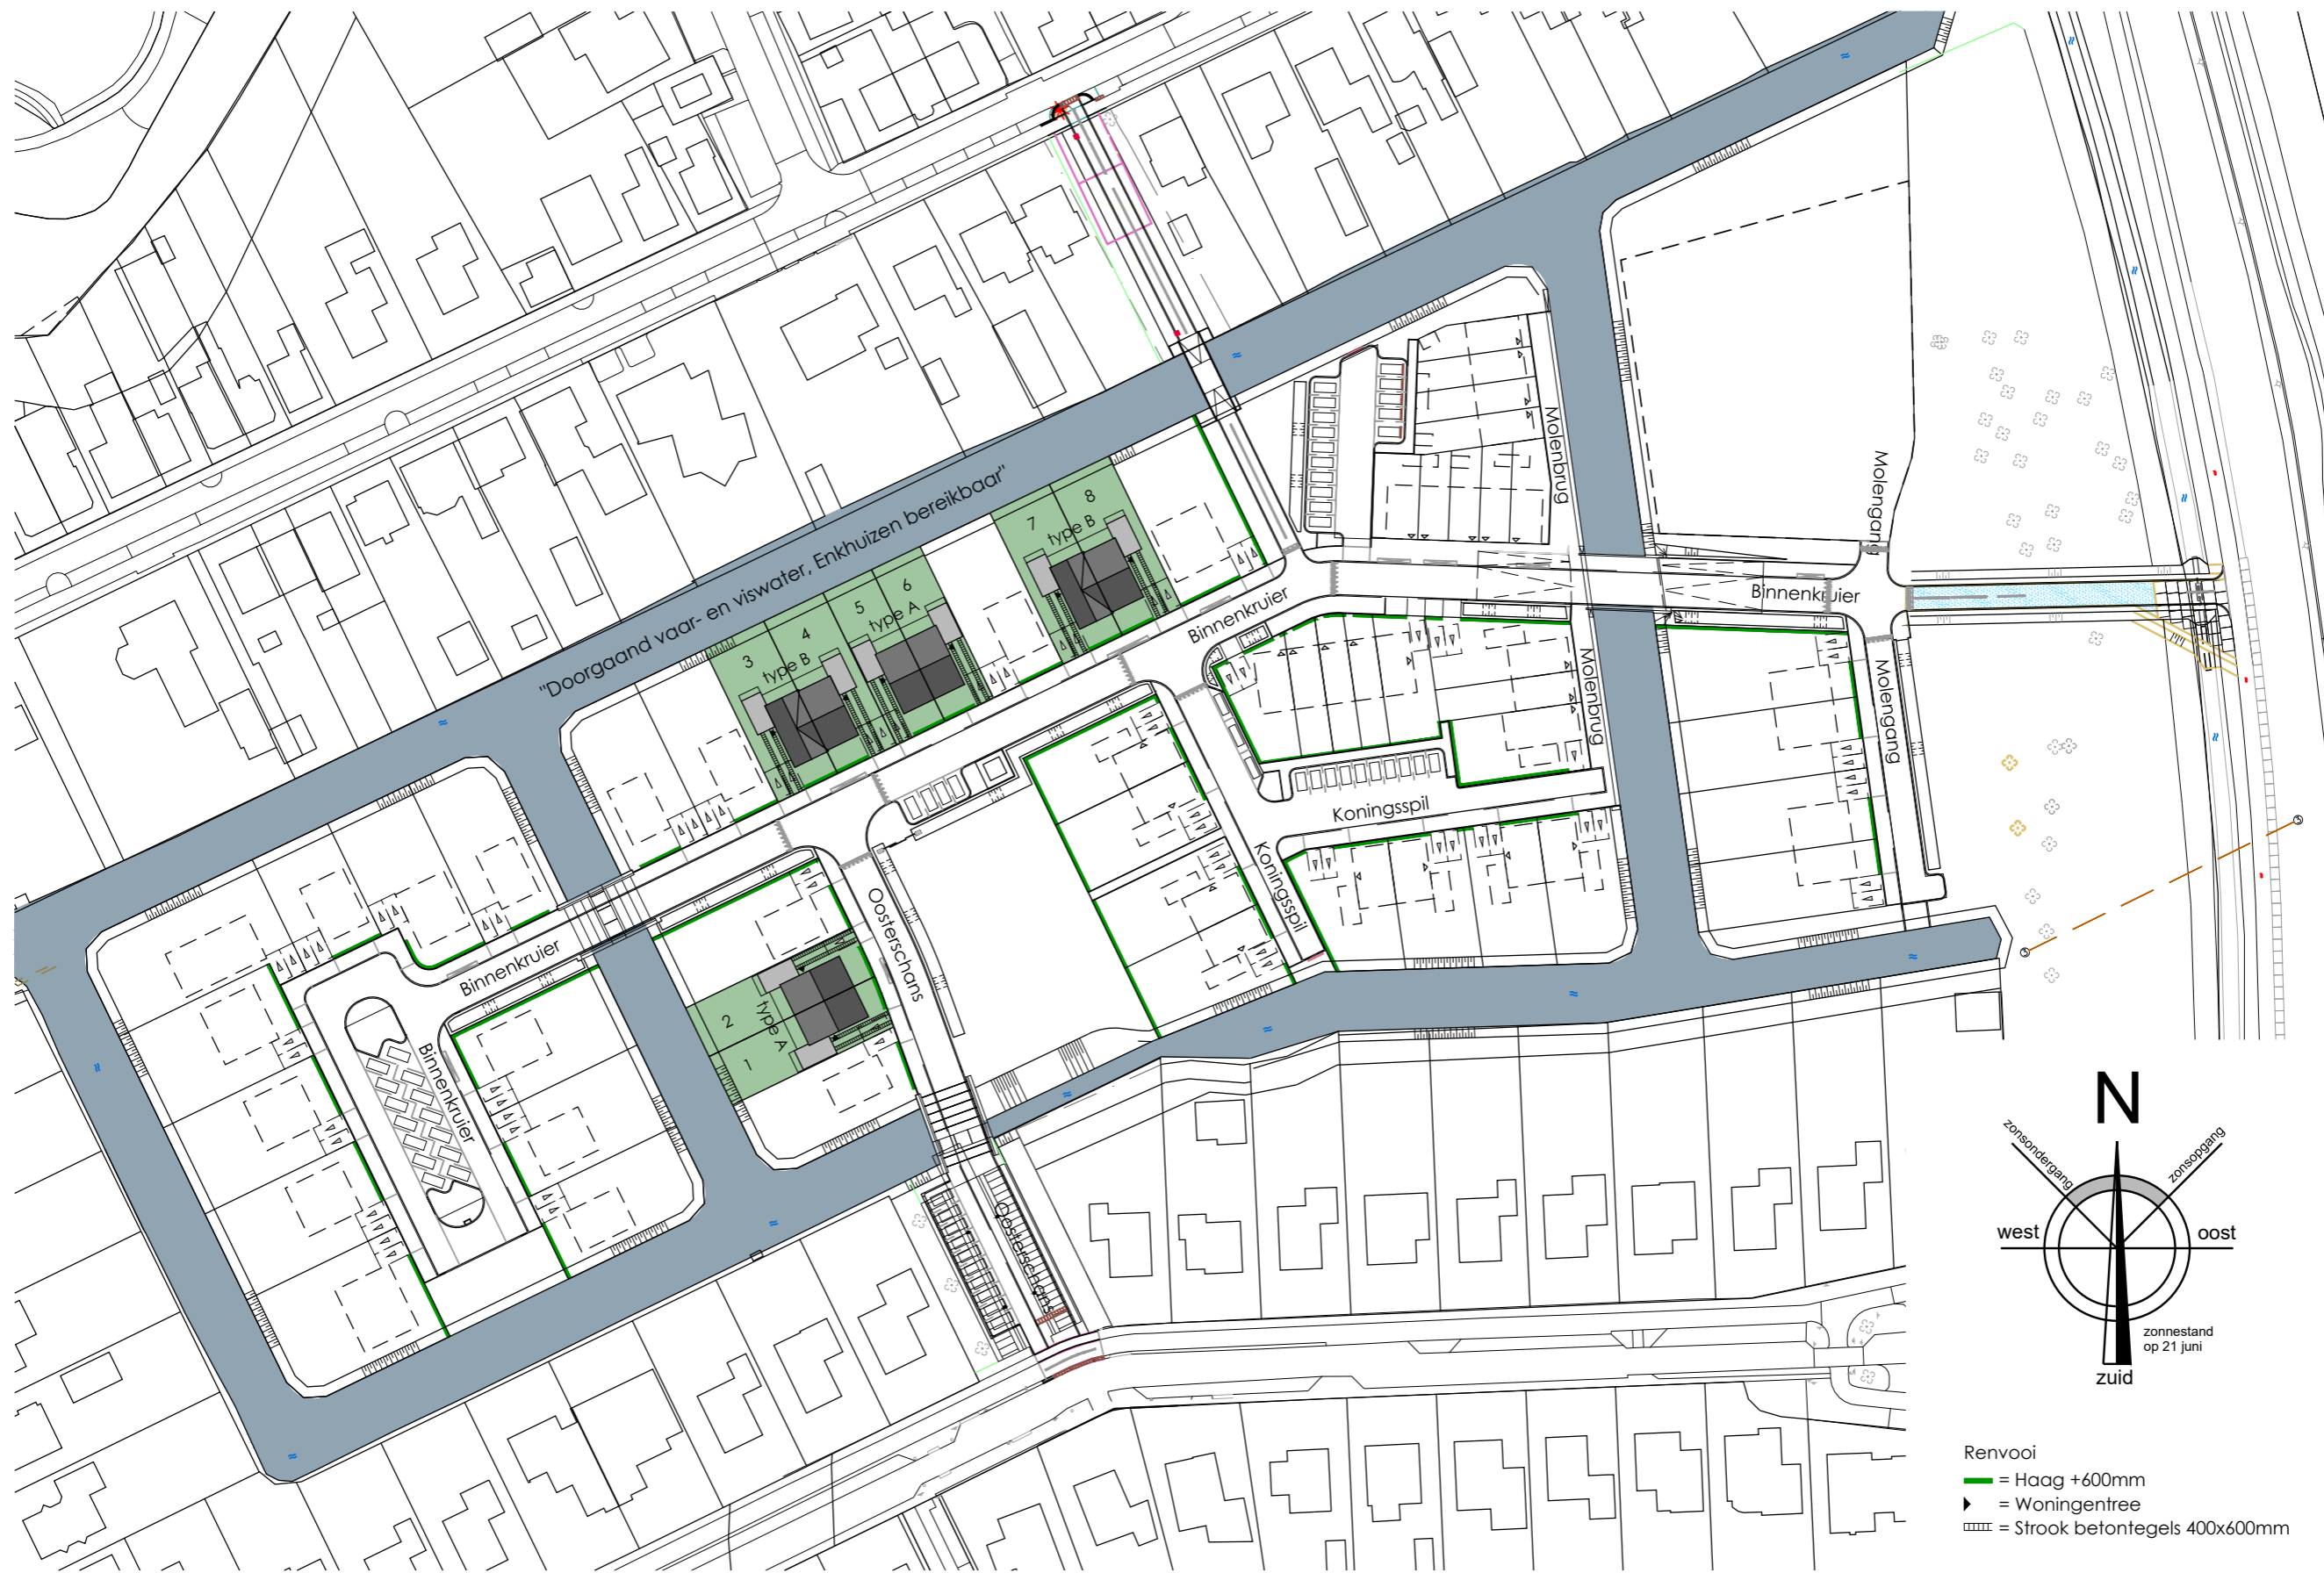 "Doorgaand vaar- en viswater, Enkhuizen bereikbaar"
Molenbrug
Molengang
7
8
type B
5
6
type A
3
4
type B
Binnenkruier
Binnenkruier
Molenbrug
Molengang
Koningsspil
Koningsspil
Oosterschans
Binnenkruier
Binnenkruier
2
1
type A
Oosterschans
S
S
N
zonsondergang
zonsopgang
west
oost
zonnestand
op 21 juni
zuid
Renvooi
= Haag +600mm
= Woningentree
= Strook betontegels 400x600mm